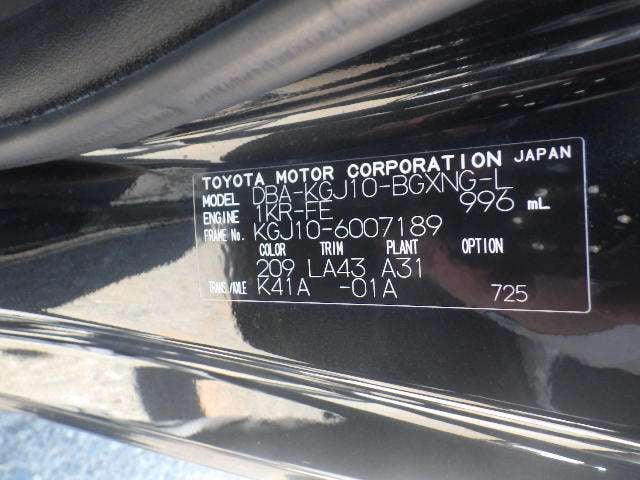 TOYOTA MOTOR CORPORATION JAPAN
MODEL DBA-KGJ10-BGXNG-L
ENGINE 1KR-FE 996 mL
FRAME No. KGJ10-6007189
COLOR TRIM PLANT OPTION
209 LA43 A31
TRANS./AXLE K41A -01A 725